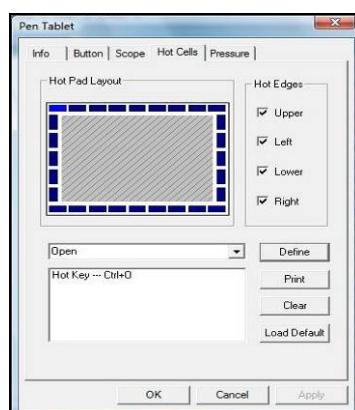 Pen Tablet
Info Button Scope Hot Cells Pressure
Hot Pad Layout
Hot Edges
Upper
Left
Lower
Right
Open
Define
Hot Key --- Ctrl+O
Print
Clear
Load Default
OK Cancel Apply